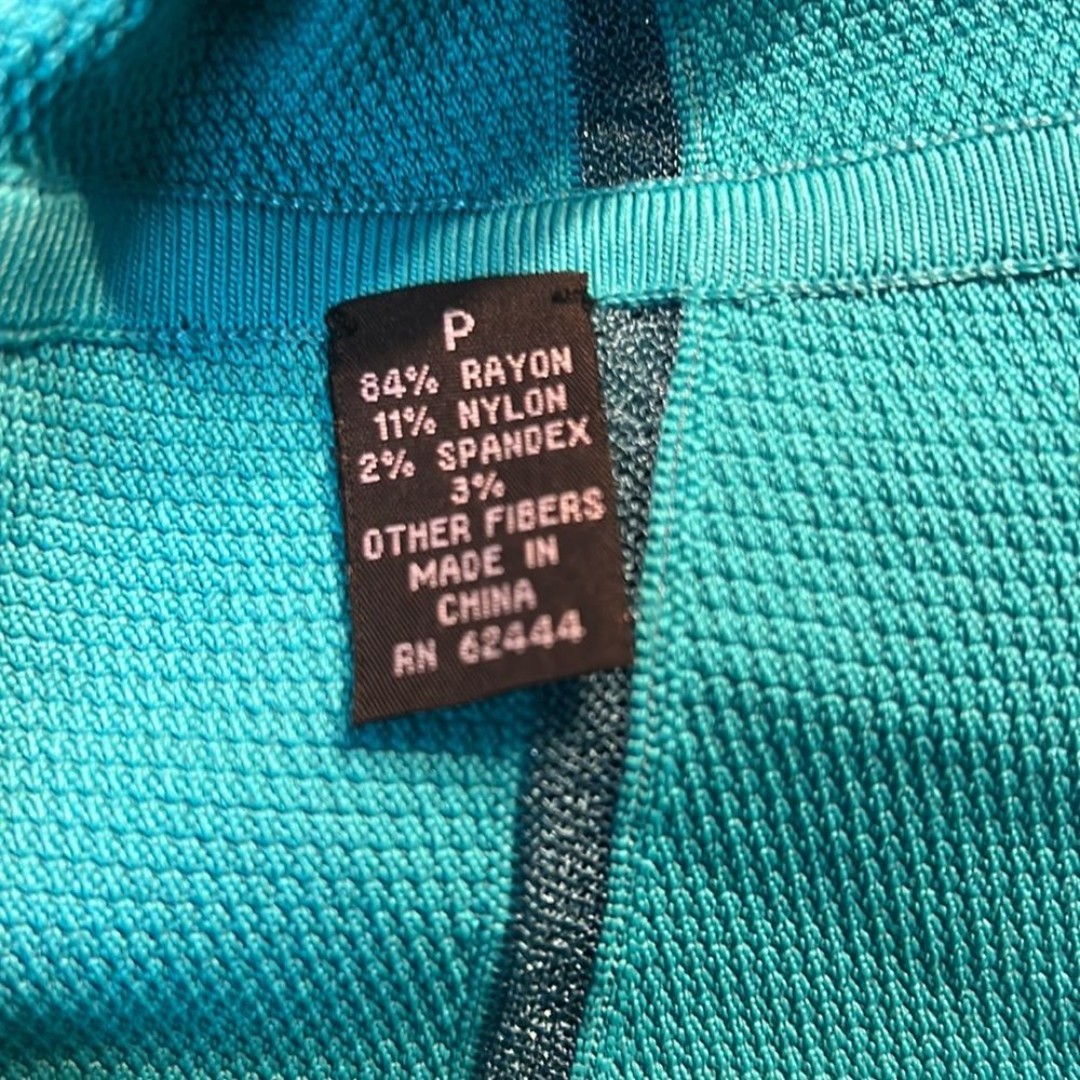 P
84% RAYON
11% NYLON
2% SPANDEX
3%
OTHER FIBERS
MADE IN
CHINA
RN 62444